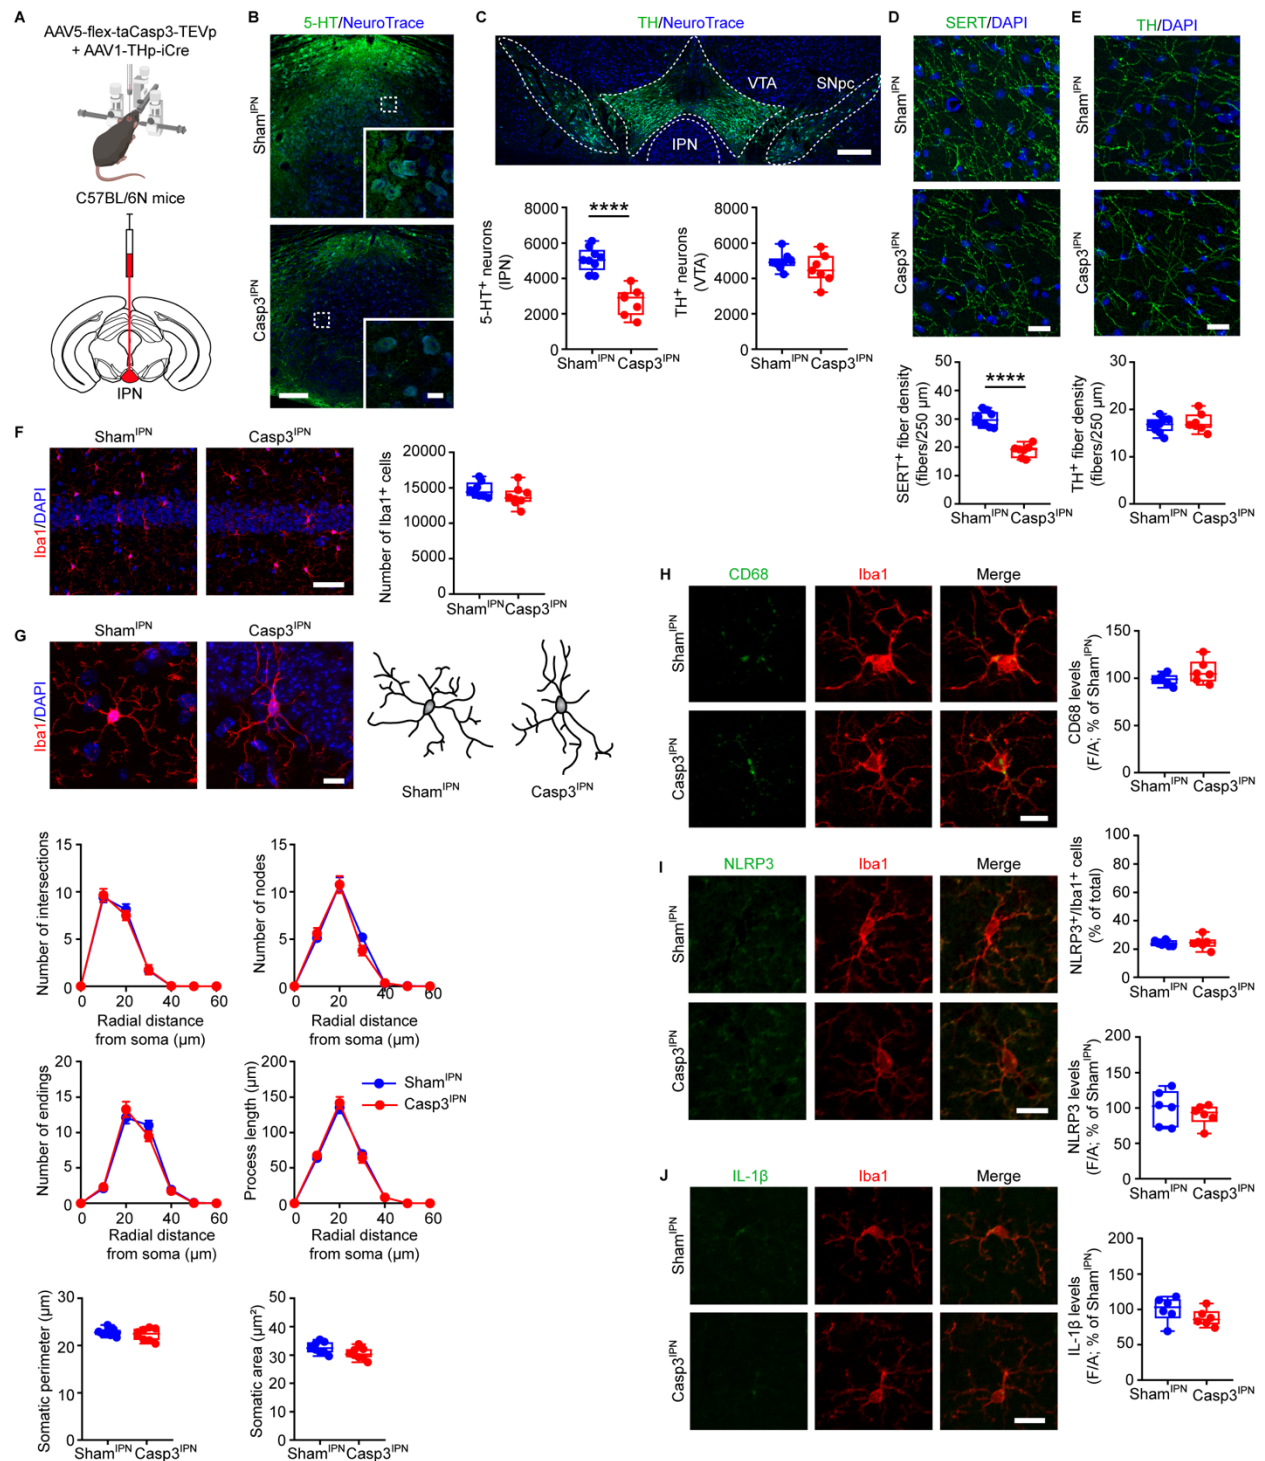 A
AAV5-flex-taCasp3-TEVp
+ AAV1-THp-iCre
C57BL/6N mice
IPN
B
5-HT/NeuroTrace
Sham^IPN
Casp3^IPN
C
TH/NeuroTrace
VTA
SNpc
IPN
5-HT⁺ neurons
(IPN)
8000
6000
4000
2000
0
****
Sham^IPN Casp3^IPN
TH⁺ neurons
(VTA)
8000
6000
4000
2000
0
Sham^IPN Casp3^IPN
D
SERT/DAPI
Sham^IPN
Casp3^IPN
SERT⁺ fiber density
(fibers/250 µm)
50
40
30
20
10
0
****
Sham^IPN Casp3^IPN
E
TH/DAPI
Sham^IPN
Casp3^IPN
TH⁺ fiber density
(fibers/250 µm)
30
20
10
0
Sham^IPN Casp3^IPN
F
Sham^IPN
Casp3^IPN
Iba1/DAPI
Number of Iba1⁺ cells
20000
15000
10000
5000
0
Sham^IPN Casp3^IPN
G
Sham^IPN
Casp3^IPN
Iba1/DAPI
Sham^IPN
Casp3^IPN
Number of intersections
15
10
5
0
0 20 40 60
Radial distance
from soma (µm)
Number of nodes
15
10
5
0
0 20 40 60
Radial distance
from soma (µm)
Number of endings
20
15
10
5
0
0 20 40 60
Radial distance
from soma (µm)
Process length (µm)
200
150
100
50
0
0 20 40 60
Radial distance
from soma (µm)
Sham^IPN
Casp3^IPN
Somatic perimeter (µm)
30
20
10
0
Sham^IPN Casp3^IPN
Somatic area (µm²)
50
40
30
20
10
0
Sham^IPN Casp3^IPN
H
CD68
Iba1
Merge
Sham^IPN
Casp3^IPN
CD68 levels
(F/A; % of Sham^IPN)
150
100
50
0
Sham^IPN Casp3^IPN
I
NLRP3
Iba1
Merge
Sham^IPN
Casp3^IPN
NLRP3+/Iba1+ cells
(% of total)
100
80
60
40
20
0
Sham^IPN Casp3^IPN
NLRP3 levels
(F/A; % of Sham^IPN)
200
150
100
50
0
Sham^IPN Casp3^IPN
J
IL-1β
Iba1
Merge
Sham^IPN
Casp3^IPN
IL-1β levels
(F/A; % of Sham^IPN)
200
150
100
50
0
Sham^IPN Casp3^IPN